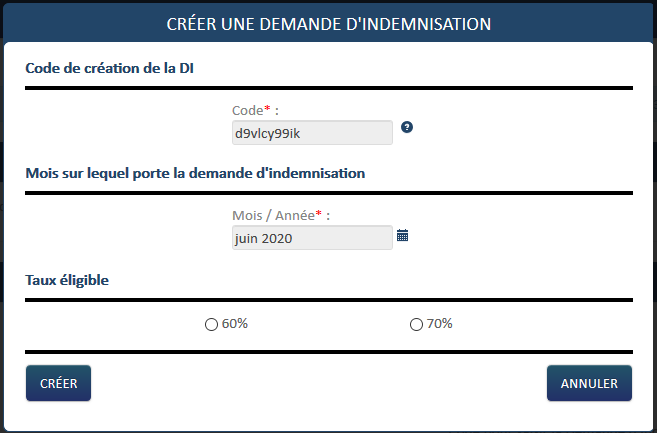 CRÉER UNE DEMANDE D'INDEMNISATION
Code de création de la DI
Code* :
d9vlcy99ik
Mois sur lequel porte la demande d'indemnisation
Mois / Année* :
juin 2020
Taux éligible
60% 70%
CRÉER ANNULER